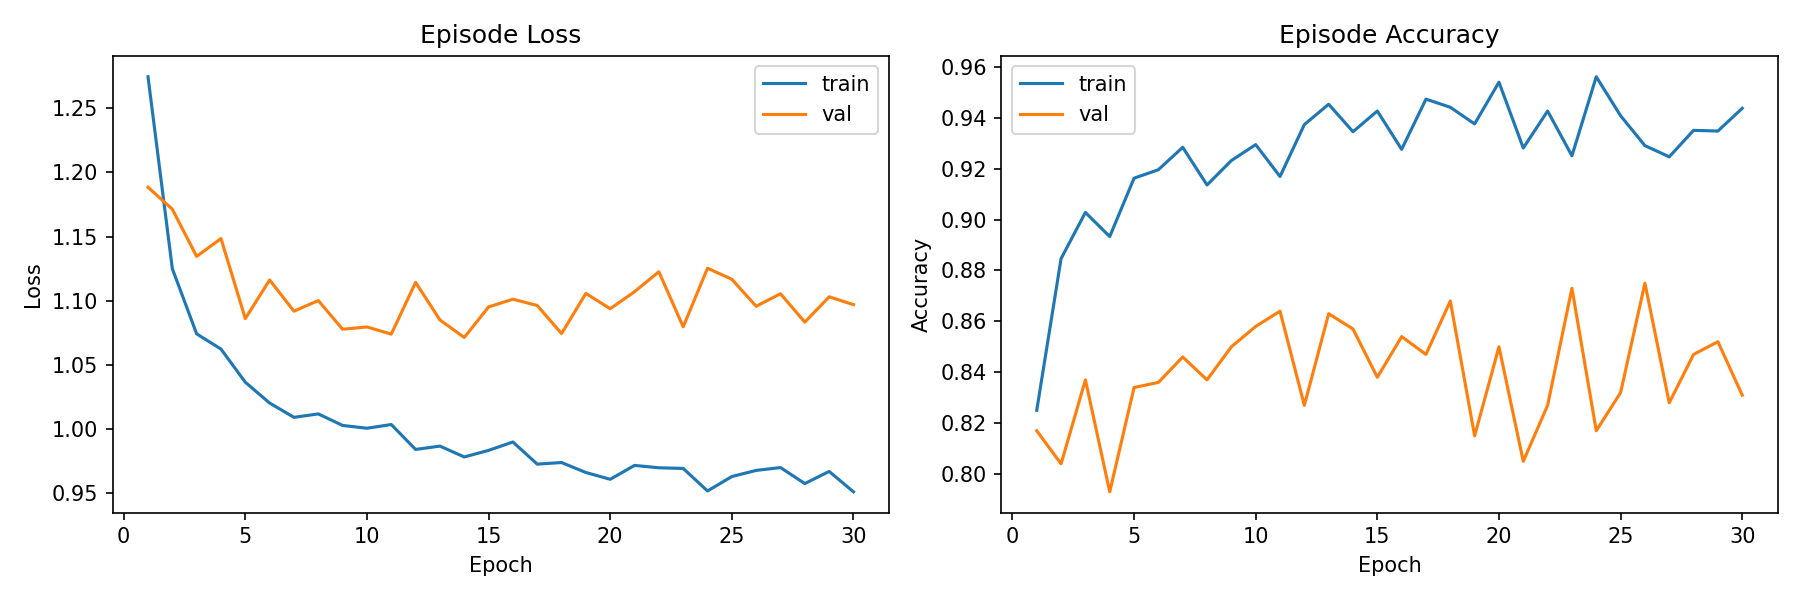 Episode Loss
train
val
Loss
1.25
1.20
1.15
1.10
1.05
1.00
0.95
0 5 10 15 20 25 30
Epoch
Episode Accuracy
train
val
Accuracy
0.96
0.94
0.92
0.90
0.88
0.86
0.84
0.82
0.80
0 5 10 15 20 25 30
Epoch